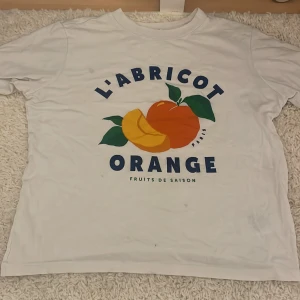 L'ABRICOT
PARIS
ORANGE
FRUITS DE SAISON